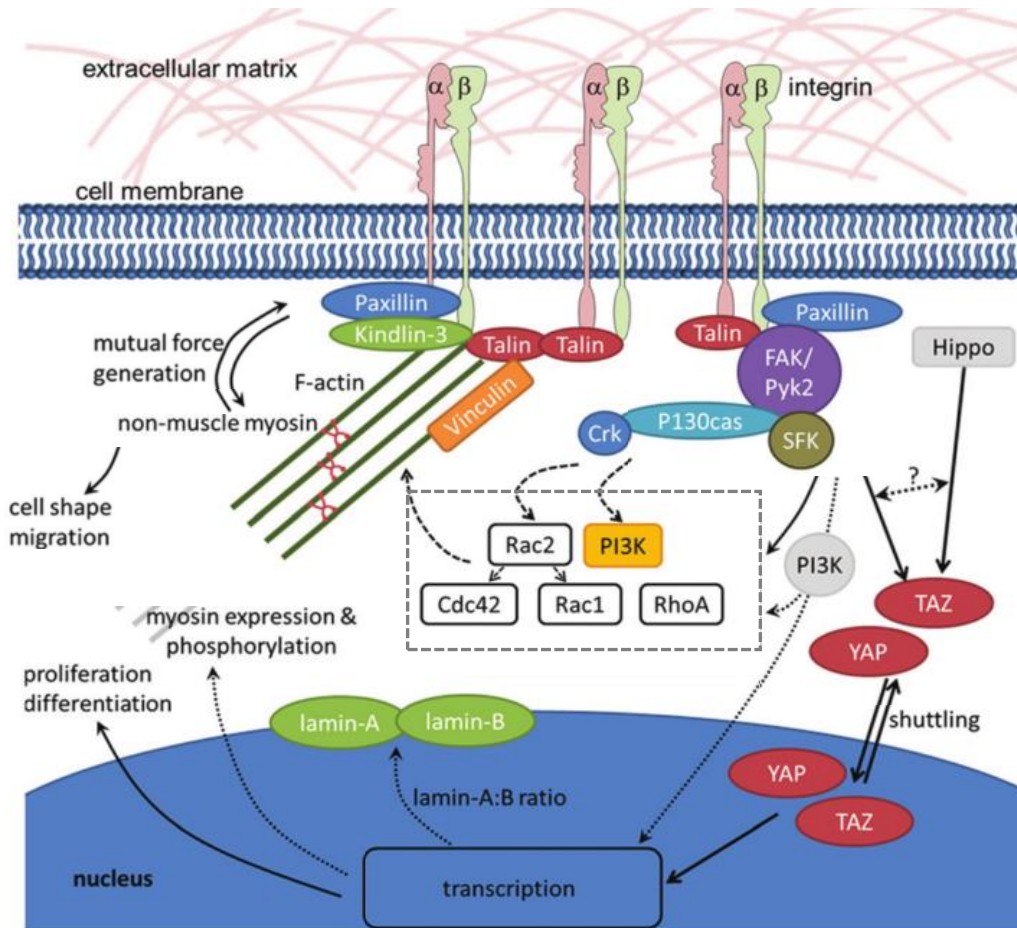 extracellular matrix
α β
α β
α β
integrin
cell membrane
Paxillin
Kindlin-3
Talin
Talin
Talin
Paxillin
FAK/
Pyk2
Hippo
mutual force
generation
F-actin
non-muscle myosin
Vinculin
Crk
P130cas
SFK
?
cell shape
migration
Rac2
PI3K
PI3K
Cdc42
Rac1
RhoA
TAZ
YAP
myosin expression &
phosphorylation
proliferation
differentiation
lamin-A
lamin-B
shuttling
YAP
TAZ
lamin-A:B ratio
nucleus
transcription